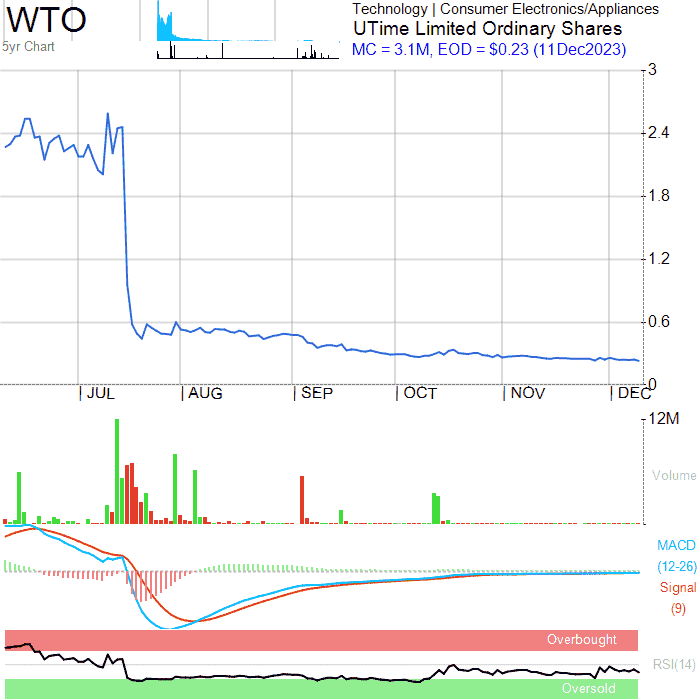 WTO
5yr Chart
Technology | Consumer Electronics/Appliances
UTime Limited Ordinary Shares
MC = 3.1M, EOD = $0.23 (11Dec2023)
3
2.4
1.8
1.2
0.6
0
| JUL | AUG | SEP | OCT | NOV | DEC
12M
Volume
MACD
(12-26)
Signal
(9)
Overbought
RSI(14)
Oversold